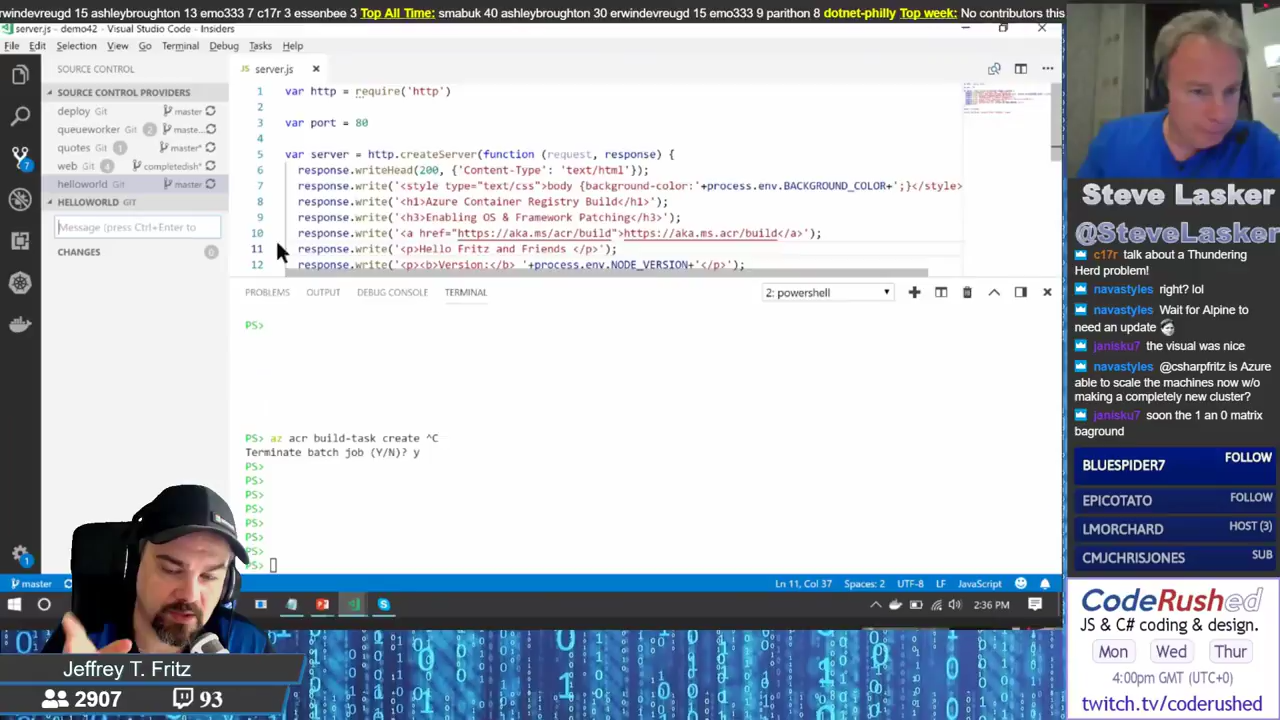 erwindevreugd 15 ashleybroughton 13 emo333 7 c17r 3 essenbee 3 Top All Time: smabuk 40 ashleybroughton 30 erwindevreugd 15 emo333 9 parithon 8 dotnet-philly Top week: No contributors this
server.js - demo42 - Visual Studio Code - Insiders
File Edit Selection View Go Terminal Debug Tasks Help
SOURCE CONTROL
SOURCE CONTROL PROVIDERS
deploy Git master
queueworker Git 2 maste...
quotes Git 1 master*
web Git 4 completedish*
helloworld Git master
HELLOWORLD GIT
Message (press Ctrl+Enter to
CHANGES 0
7
1
JS server.js
1 var http = require('http')
2
3 var port = 80
4
5 var server = http.createServer(function (request, response) {
6 response.writeHead(200, {'Content-Type': 'text/html'});
7 response.write('<style type="text/css">body {background-color:'+process.env.BACKGROUND_COLOR+';}</style>
8 response.write('<h1>Azure Container Registry Build</h1>');
9 response.write('<h3>Enabling OS & Framework Patching</h3>');
10 response.write('<a href="https://aka.ms/acr/build">https://aka.ms.acr/build</a>');
11 response.write('<p>Hello Fritz and Friends </p>');
12 response.write('<p><b>Version:</b> '+process.env.NODE_VERSION+'</p>');
PROBLEMS OUTPUT DEBUG CONSOLE TERMINAL 2: powershell
PS>
PS> az acr build-task create ^C
Terminate batch job (Y/N)? y
PS>
PS>
PS>
PS>
PS>
PS>
PS>
PS>
master Ln 11, Col 37 Spaces: 2 UTF-8 LF JavaScript
2:36 PM
Jeffrey T. Fritz
2907 93
Steve Lasker
@SteveLasker
c17r talk about a Thundering
Herd problem!
navastyles right? lol
navastyles Wait for Alpine to
need an update
janisku7 the visual was nice
navastyles @csharpfritz is Azure
able to scale the machines now w/o
making a completely new cluster?
janisku7 soon the 1 an 0 matrix
baground
BLUESPIDER7 FOLLOW
EPICOTATO FOLLOW
LMORCHARD HOST (3)
CMJCHRISJONES SUB
CodeRushed
JS & C# coding & design.
Mon Wed Thur
4:00pm (UTC+0)
twitch.tv/coderushed